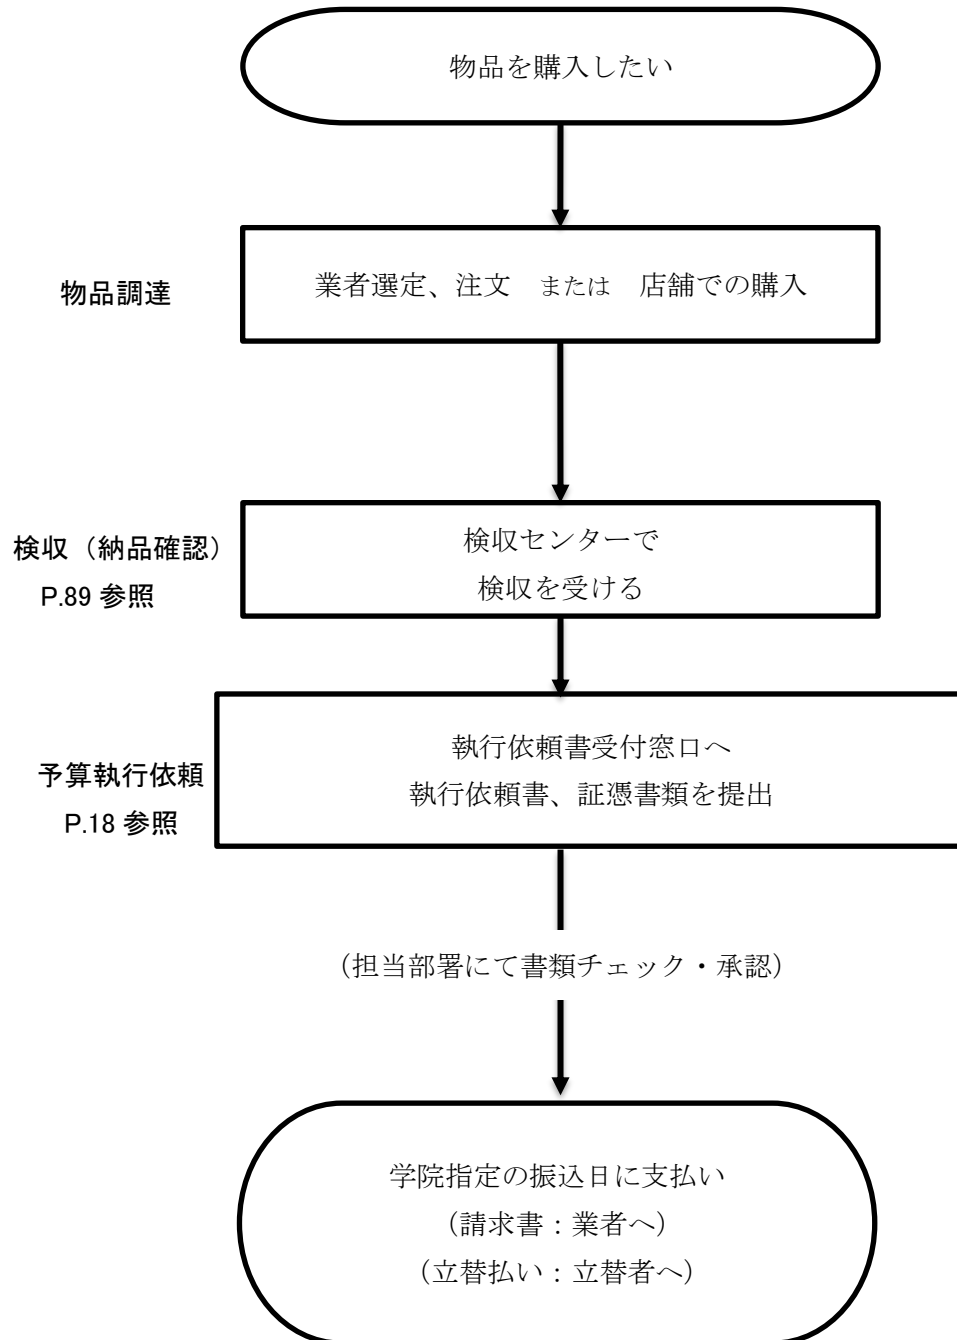 物品を購入したい
物品調達
業者選定、注文　または　店舗での購入
検収（納品確認）
P.89 参照
検収センターで
検収を受ける
予算執行依頼
P.18 参照
執行依頼書受付窓口へ
執行依頼書、証憑書類を提出
（担当部署にて書類チェック・承認）
学院指定の振込日に支払い
（請求書：業者へ）
（立替払い：立替者へ）